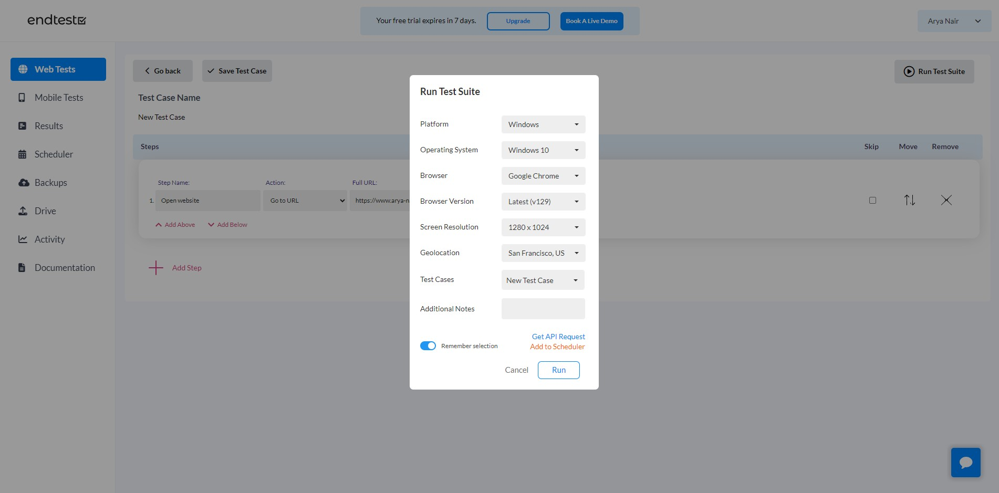 endtest
Your free trial expires in 7 days.
Upgrade
Book A Live Demo
Arya Nair
Web Tests
Mobile Tests
Results
Scheduler
Backups
Drive
Activity
Documentation
Go back
Save Test Case
Run Test Suite
Test Case Name
New Test Case
Steps
Skip
Move
Remove
Step Name:
Action:
Full URL:
1.
Open website
Go to URL
https://www.arya-n
Add Above
Add Below
Add Step
Run Test Suite
Platform
Windows
Operating System
Windows 10
Browser
Google Chrome
Browser Version
Latest (v129)
Screen Resolution
1280 x 1024
Geolocation
San Francisco, US
Test Cases
New Test Case
Additional Notes
Remember selection
Get API Request
Add to Scheduler
Cancel
Run